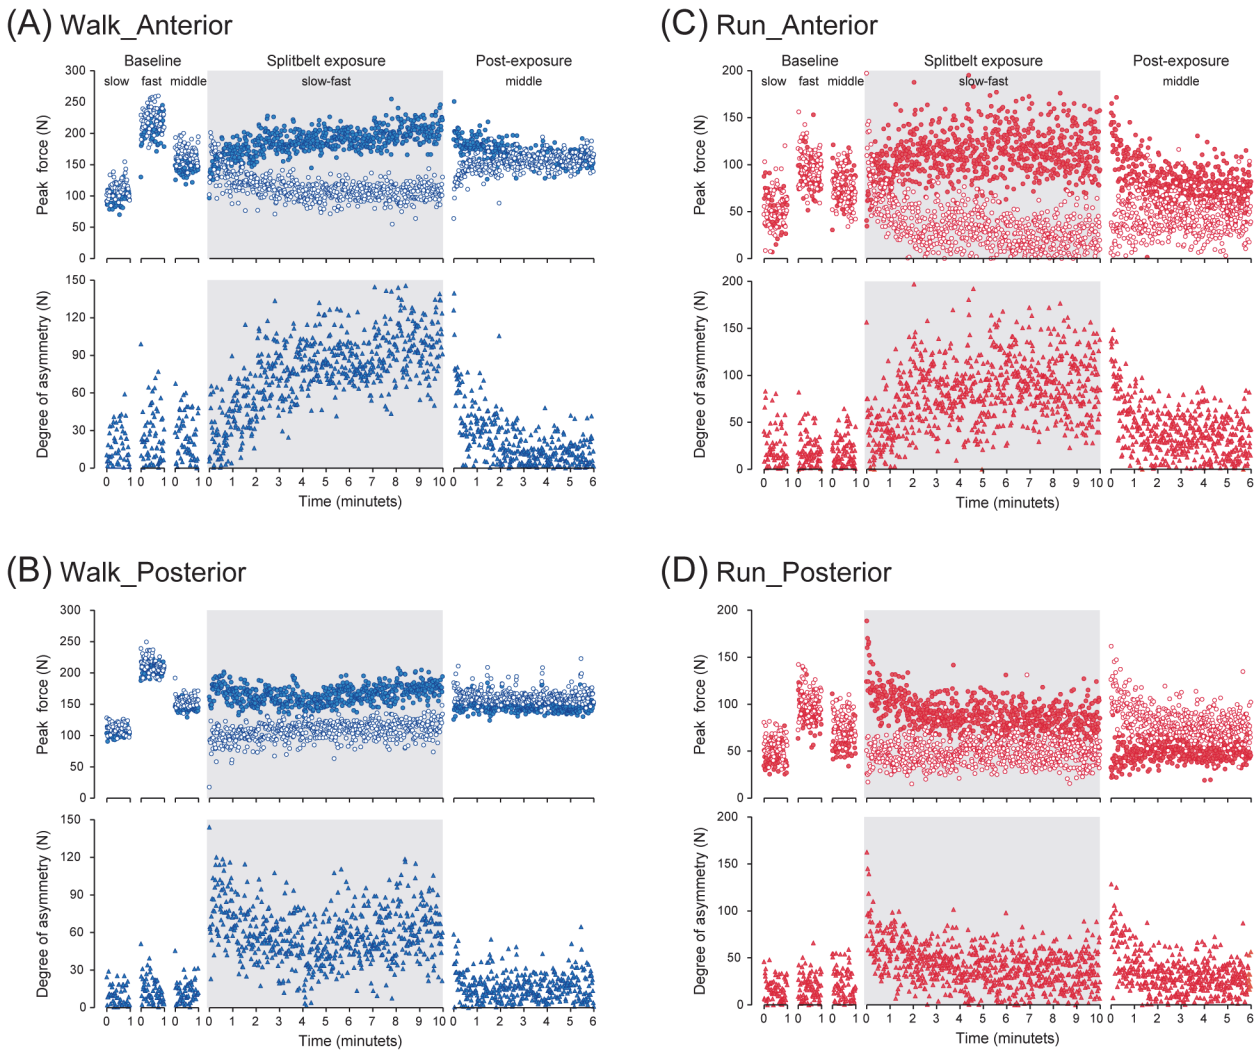 (A) Walk_Anterior
Baseline Splitbelt exposure Post-exposure
slow fast middle slow-fast middle
Peak force (N)
300
250
200
150
100
50
0
Degree of asymmetry (N)
150
120
90
60
30
0
0 1 0 1 0 1 0 1 2 3 4 5 6 7 8 9 10 0 1 2 3 4 5 6
Time (minutets)
(B) Walk_Posterior
Peak force (N)
300
250
200
150
100
50
0
Degree of asymmetry (N)
150
120
90
60
30
0
0 1 0 1 0 1 0 1 2 3 4 5 6 7 8 9 10 0 1 2 3 4 5 6
Time (minutets)
(C) Run_Anterior
Baseline Splitbelt exposure Post-exposure
slow fast middle slow-fast middle
Peak force (N)
200
150
100
50
0
Degree of asymmetry (N)
200
150
100
50
0
0 1 0 1 0 1 0 1 2 3 4 5 6 7 8 9 10 0 1 2 3 4 5 6
Time (minutets)
(D) Run_Posterior
Peak force (N)
200
150
100
50
0
Degree of asymmetry (N)
200
150
100
50
0
0 1 0 1 0 1 0 1 2 3 4 5 6 7 8 9 10 0 1 2 3 4 5 6
Time (minutets)